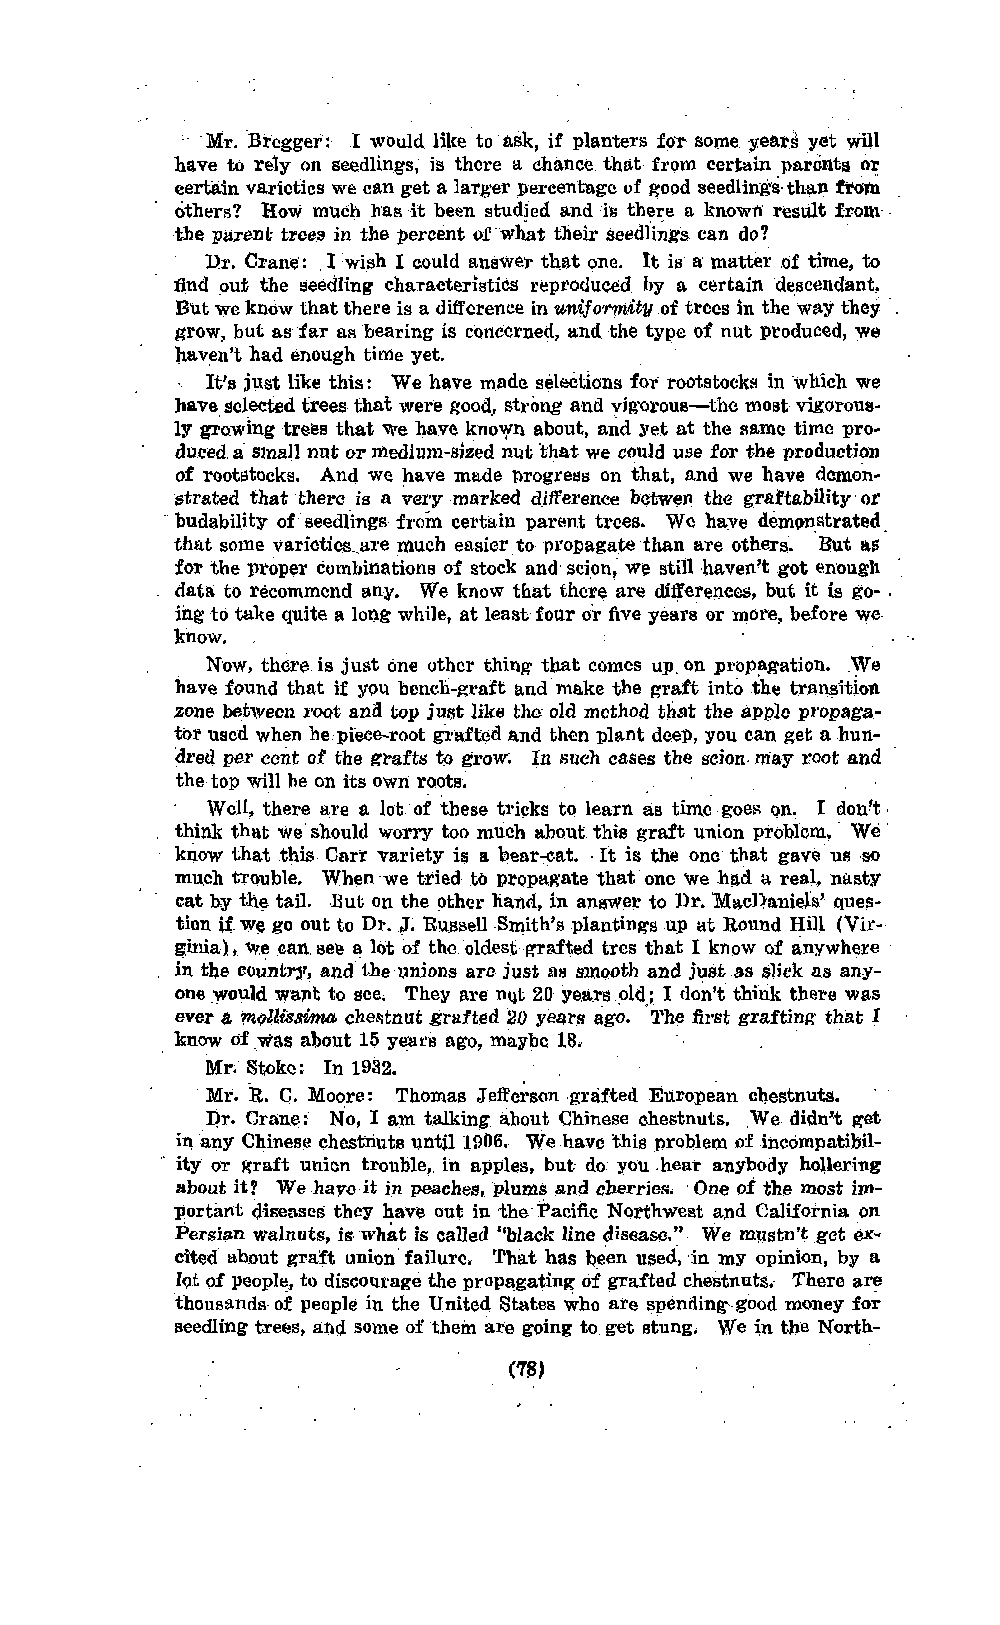 Mr. Bregger: I would like to ask, if planters for some years yet will
have to rely on seedlings, is there a chance that from certain parents or
certain varieties we can get a larger percentage of good seedlings than from
others? How much has it been studied and is there a known result from
the parent trees in the percent of what their seedlings can do?
Dr. Crane: I wish I could answer that one. It is a matter of time, to
find out the seedling characteristics reproduced by a certain descendant.
But we know that there is a difference in uniformity of trees in the way they
grow, but as far as bearing is concerned, and the type of nut produced, we
haven't had enough time yet.
It's just like this: We have made selections for rootstocks in which we
have selected trees that were good, strong and vigorous—the most vigorous-
ly growing trees that we have known about, and yet at the same time pro-
duced a small nut or medium-sized nut that we could use for the production
of rootstocks. And we have made progress on that, and we have demon-
strated that there is a very marked difference betwen the graftability or
budability of seedlings from certain parent trees. We have demonstrated
that some varieties are much easier to propagate than are others. But as
for the proper combinations of stock and scion, we still haven't got enough
data to recommend any. We know that there are differences, but it is go-
ing to take quite a long while, at least four or five years or more, before we
know.
Now, there is just one other thing that comes up on propagation. We
have found that if you bench-graft and make the graft into the transition
zone between root and top just like the old method that the apple propaga-
tor used when he piece-root grafted and then plant deep, you can get a hun-
dred per cent of the grafts to grow. In such cases the scion may root and
the top will be on its own roots.
Well, there are a lot of these tricks to learn as time goes on. I don't
think that we should worry too much about this graft union problem. We
know that this Carr variety is a bear-cat. It is the one that gave us so
much trouble. When we tried to propagate that one we had a real, nasty
cat by the tail. But on the other hand, in answer to Dr. MacDaniels' ques-
tion if we go out to Dr. J. Russell Smith's plantings up at Round Hill (Vir-
ginia), we can see a lot of the oldest grafted tres that I know of anywhere
in the country, and the unions are just as smooth and just as slick as any-
one would want to see. They are not 20 years old; I don't think there was
ever a mollissima chestnut grafted 20 years ago. The first grafting that I
know of was about 15 years ago, maybe 18.
Mr. Stoke: In 1932.
Mr. R. C. Moore: Thomas Jefferson grafted European chestnuts.
Dr. Crane: No, I am talking about Chinese chestnuts. We didn't get
in any Chinese chestnuts until 1906. We have this problem of incompatibil-
ity or graft union trouble, in apples, but do you hear anybody hollering
about it? We have it in peaches, plums and cherries. One of the most im-
portant diseases they have out in the Pacific Northwest and California on
Persian walnuts, is what is called "black line disease." We mustn't get ex-
cited about graft union failure. That has been used, in my opinion, by a
lot of people, to discourage the propagating of grafted chestnuts. There are
thousands of people in the United States who are spending good money for
seedling trees, and some of them are going to get stung. We in the North-
(78)